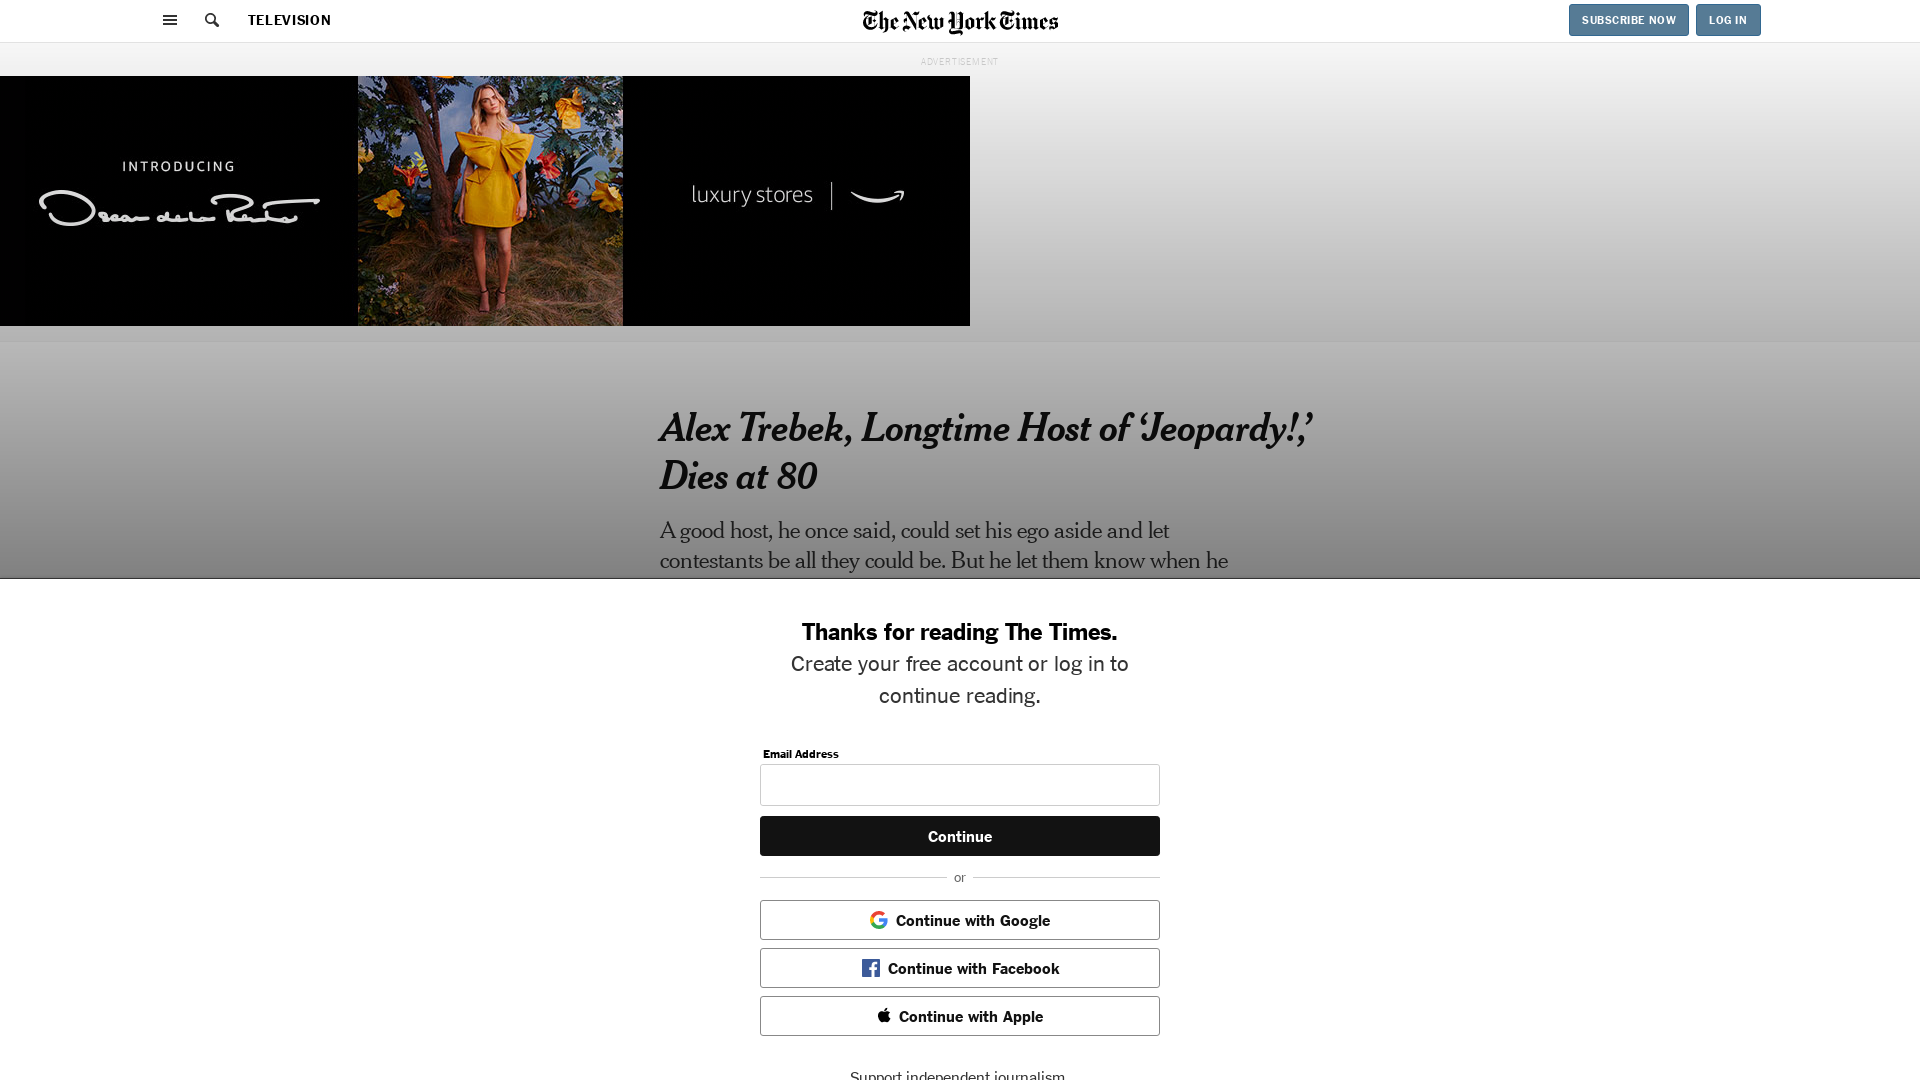 TELEVISION
The New York Times
SUBSCRIBE NOW
LOG IN
ADVERTISEMENT
INTRODUCING
Oscar de la Renta
luxury stores
Alex Trebek, Longtime Host of ‘Jeopardy!,’
Dies at 80
A good host, he once said, could set his ego aside and let
contestants be all they could be. But he let them know when he
Thanks for reading The Times.
Create your free account or log in to
continue reading.
Email Address
Continue
or
Continue with Google
Continue with Facebook
Continue with Apple
Support independent journalism